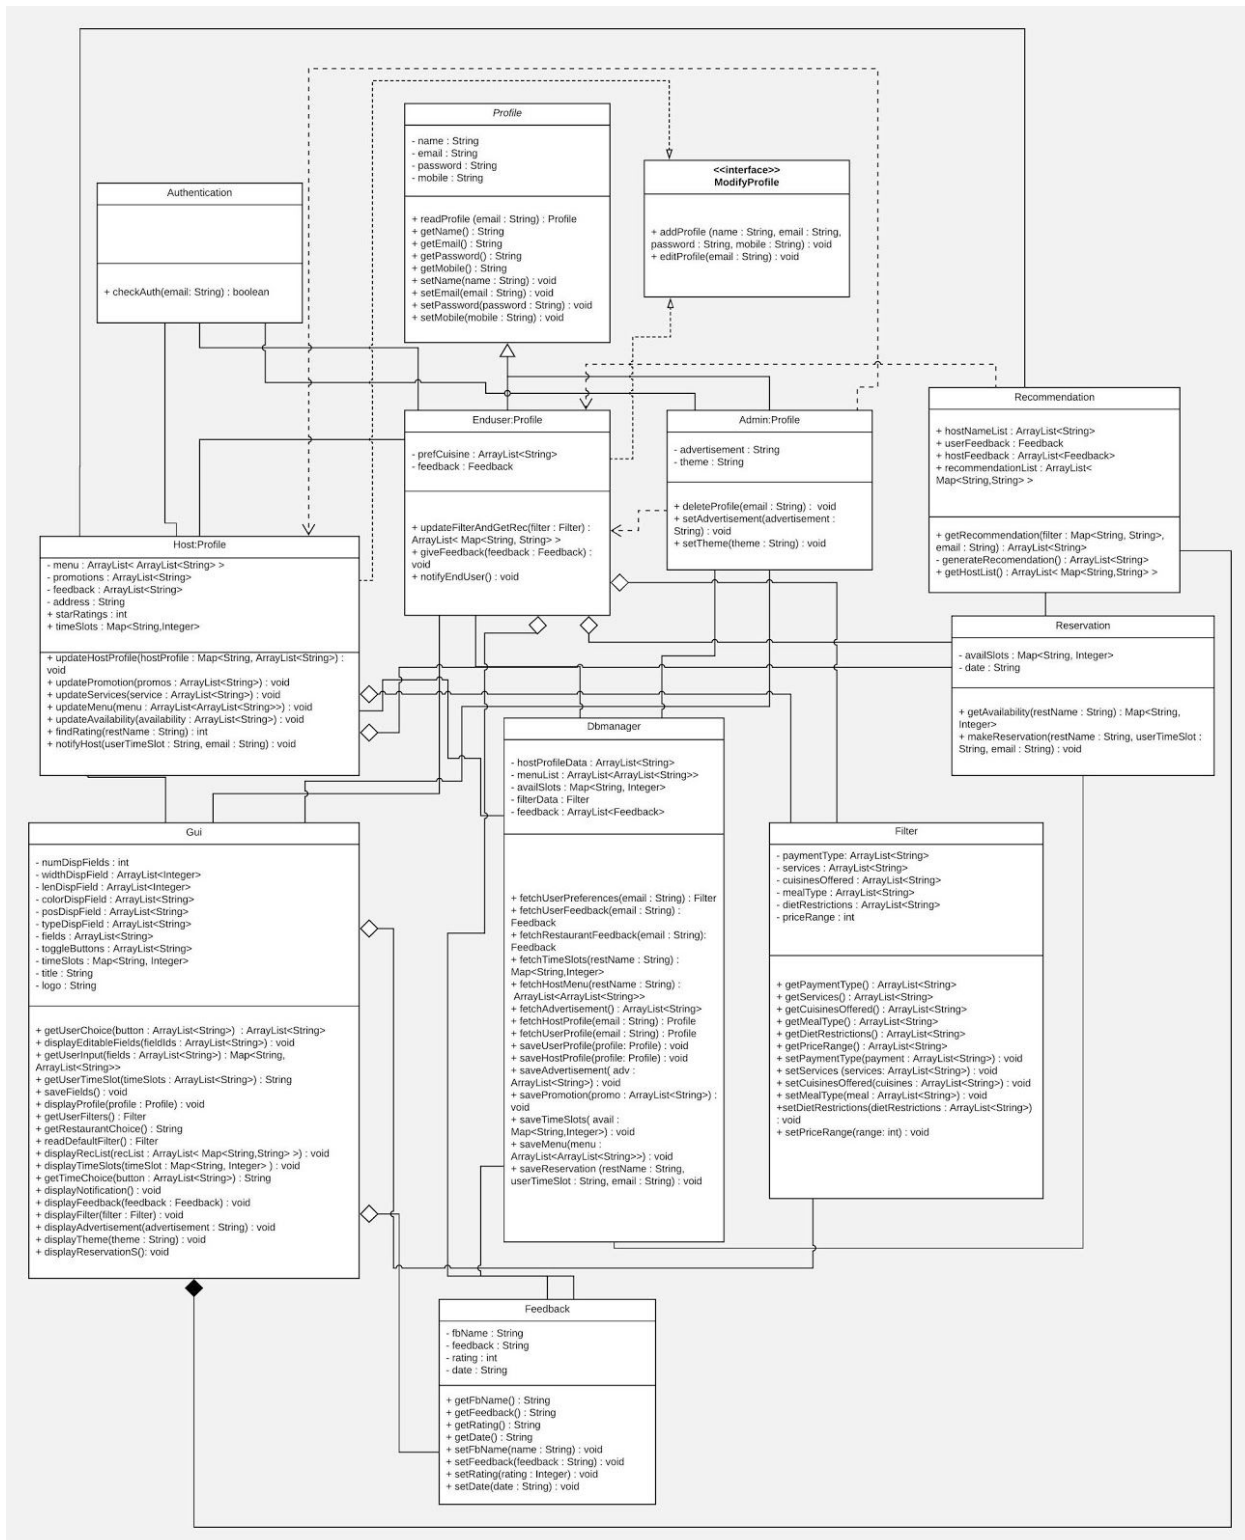 Profile
- name : String
- email : String
- password : String
- mobile : String
+ readProfile (email : String) : Profile
+ getName() : String
+ getEmail() : String
+ getPassword() : String
+ getMobile() : String
+ setName(name : String) : void
+ setEmail(email : String) : void
+ setPassword(password : String) : void
+ setMobile(mobile : String) : void
<<interface>>
ModifyProfile
+ addProfile (name : String, email : String,
password : String, mobile : String) : void
+ editProfile(email : String) : void
Authentication
+ checkAuth(email: String) : boolean
Enduser:Profile
- prefCuisine : ArrayList<String>
- feedback : Feedback
+ updateFilterAndGetRec(filter : Filter) :
ArrayList< Map<String, String> >
+ giveFeedback(feedback : Feedback) :
void
+ notifyEndUser() : void
Admin:Profile
- advertisement : String
- theme : String
+ deleteProfile(email : String) :  void
+ setAdvertisement(advertisement :
String) : void
+ setTheme(theme : String) : void
Recommendation
+ hostNameList : ArrayList<String>
+ userFeedback : Feedback
+ hostFeedback : ArrayList<Feedback>
+ recommendationList : ArrayList<
Map<String,String> >
+ getRecommendation(filter : Map<String, String>,
email : String) : ArrayList<String>
- generateRecomendation() : ArrayList<String>
+ getHostList() : ArrayList< Map<String,String> >
Host:Profile
- menu : ArrayList< ArrayList<String> >
- promotions : ArrayList<String>
- feedback : ArrayList<String>
- address : String
+ starRatings : int
+ timeSlots : Map<String,Integer>
+ updateHostProfile(hostProfile : Map<String, ArrayList<String>) :
void
+ updatePromotion(promos : ArrayList<String>) : void
+ updateServices(service : ArrayList<String>) : void
+ updateMenu(menu : ArrayList<ArrayList<String>>) : void
+ updateAvailability(availability : ArrayList<String>) : void
+ findRating(restName : String) : int
+ notifyHost(userTimeSlot : String, email : String) : void
Reservation
- availSlots : Map<String, Integer>
- date : String
+ getAvailability(restName : String) : Map<String,
Integer>
+ makeReservation(restName : String, userTimeSlot :
String, email : String) : void
Dbmanager
- hostProfileData : ArrayList<String>
- menuList : ArrayList<ArrayList<String>>
- availSlots : Map<String, Integer>
- filterData : Filter
- feedback : ArrayList<Feedback>
+ fetchUserPreferences(email : String) : Filter
+ fetchUserFeedback(email : String) :
Feedback
+ fetchRestaurantFeedback(email : String):
Feedback
+ fetchTimeSlots(restName : String) :
Map<String,Integer>
+ fetchHostMenu(restName : String) :
ArrayList<ArrayList<String>>
+ fetchAdvertisement() : ArrayList<String>
+ fetchHostProfile(email : String) : Profile
+ fetchUserProfile(email : String) : Profile
+ saveUserProfile(profile: Profile) : void
+ saveHostProfile(profile: Profile) : void
+ saveAdvertisement( adv :
ArrayList<String>) : void
+ savePromotion(promo : ArrayList<String>) :
void
+ saveTimeSlots( avail :
Map<String,Integer>) : void
+ saveMenu(menu :
ArrayList<ArrayList<String>>) : void
+ saveReservation (restName : String,
userTimeSlot : String, email : String) : void
Gui
- numDispFields : int
- widthDispField : ArrayList<Integer>
- lenDispField : ArrayList<Integer>
- colorDispField : ArrayList<String>
- posDispField : ArrayList<String>
- typeDispField : ArrayList<String>
- fields : ArrayList<String>
- toggleButtons : ArrayList<String>
- timeSlots : Map<String, Integer>
- title : String
- logo : String
+ getUserChoice(button : ArrayList<String>)  : ArrayList<String>
+ displayEditableFields(fieldIds : ArrayList<String>) : void
+ getUserInput(fields : ArrayList<String>) : Map<String,
ArrayList<String>>
+ getUserTimeSlot(timeSlots : ArrayList<String>) : String
+ saveFields() : void
+ displayProfile(profile : Profile) : void
+ getUserFilters() : Filter
+ getRestaurantChoice() : String
+ readDefaultFilter() : Filter
+ displayRecList(recList : ArrayList< Map<String,String> >) : void
+ displayTimeSlots(timeSlot : Map<String, Integer> ) : void
+ getTimeChoice(button : ArrayList<String>) : String
+ displayNotification() : void
+ displayFeedback(feedback : Feedback) : void
+ displayFilter(filter : Filter) : void
+ displayAdvertisement(advertisement : String) : void
+ displayTheme(theme : String) : void
+ displayReservationS(): void
Filter
- paymentType: ArrayList<String>
- services : ArrayList<String>
- cuisinesOffered : ArrayList<String>
- mealType : ArrayList<String>
- dietRestrictions : ArrayList<String>
- priceRange : int
+ getPaymentType() : ArrayList<String>
+ getServices() : ArrayList<String>
+ getCuisinesOffered() : ArrayList<String>
+ getMealType() : ArrayList<String>
+ getDietRestrictions() : ArrayList<String>
+ getPriceRange() : ArrayList<String>
+ setPaymentType(payment : ArrayList<String>) : void
+ setServices (services: ArrayList<String>) : void
+ setCuisinesOffered(cuisines : ArrayList<String>) : void
+ setMealType(meal : ArrayList<String>) : void
+setDietRestrictions(dietRestrictions : ArrayList<String>)
: void
+ setPriceRange(range: int) : void
Feedback
- fbName : String
- feedback : String
- rating : int
- date : String
+ getFbName() : String
+ getFeedback() : String
+ getRating() : String
+ getDate() : String
+ setFbName(name : String) : void
+ setFeedback(feedback : String) : void
+ setRating(rating : Integer) : void
+ setDate(date : String) : void